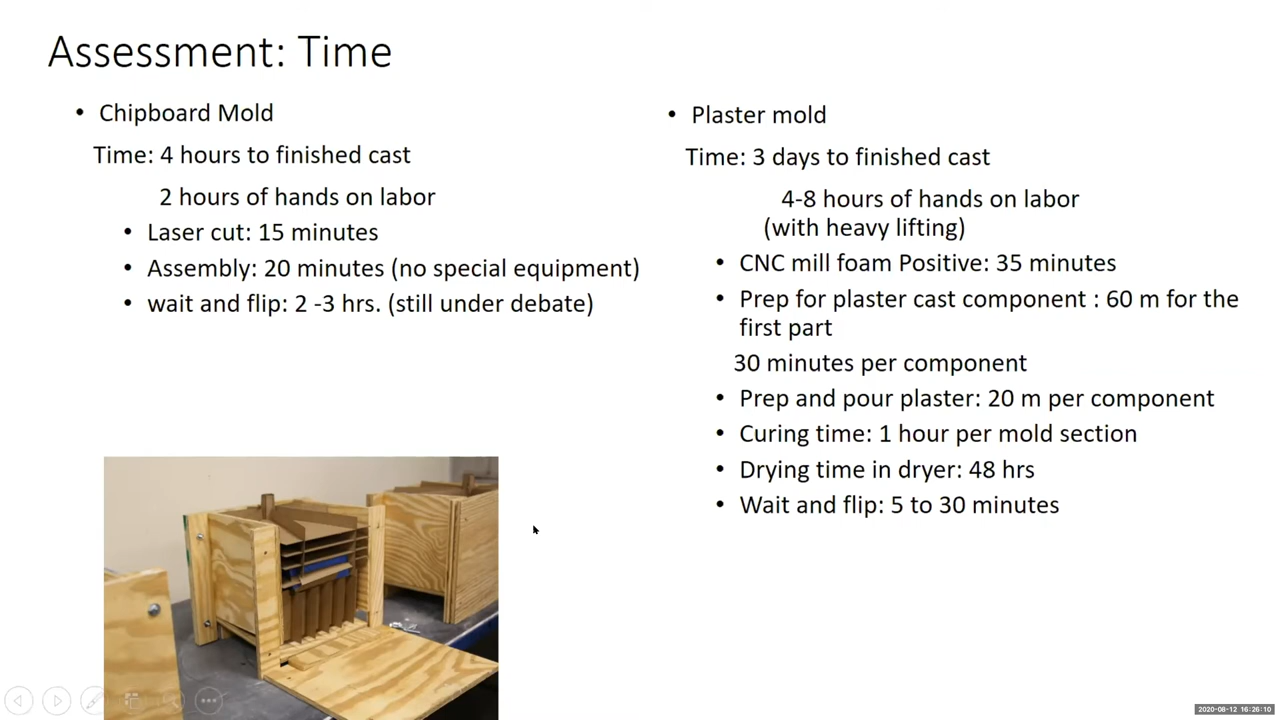 Assessment: Time
• Chipboard Mold
Time: 4 hours to finished cast
2 hours of hands on labor
• Laser cut: 15 minutes
• Assembly: 20 minutes (no special equipment)
• wait and flip: 2 -3 hrs. (still under debate)
• Plaster mold
Time: 3 days to finished cast
4-8 hours of hands on labor
(with heavy lifting)
• CNC mill foam Positive: 35 minutes
• Prep for plaster cast component : 60 m for the
first part
30 minutes per component
• Prep and pour plaster: 20 m per component
• Curing time: 1 hour per mold section
• Drying time in dryer: 48 hrs
• Wait and flip: 5 to 30 minutes
2020-08-12 16:26:10